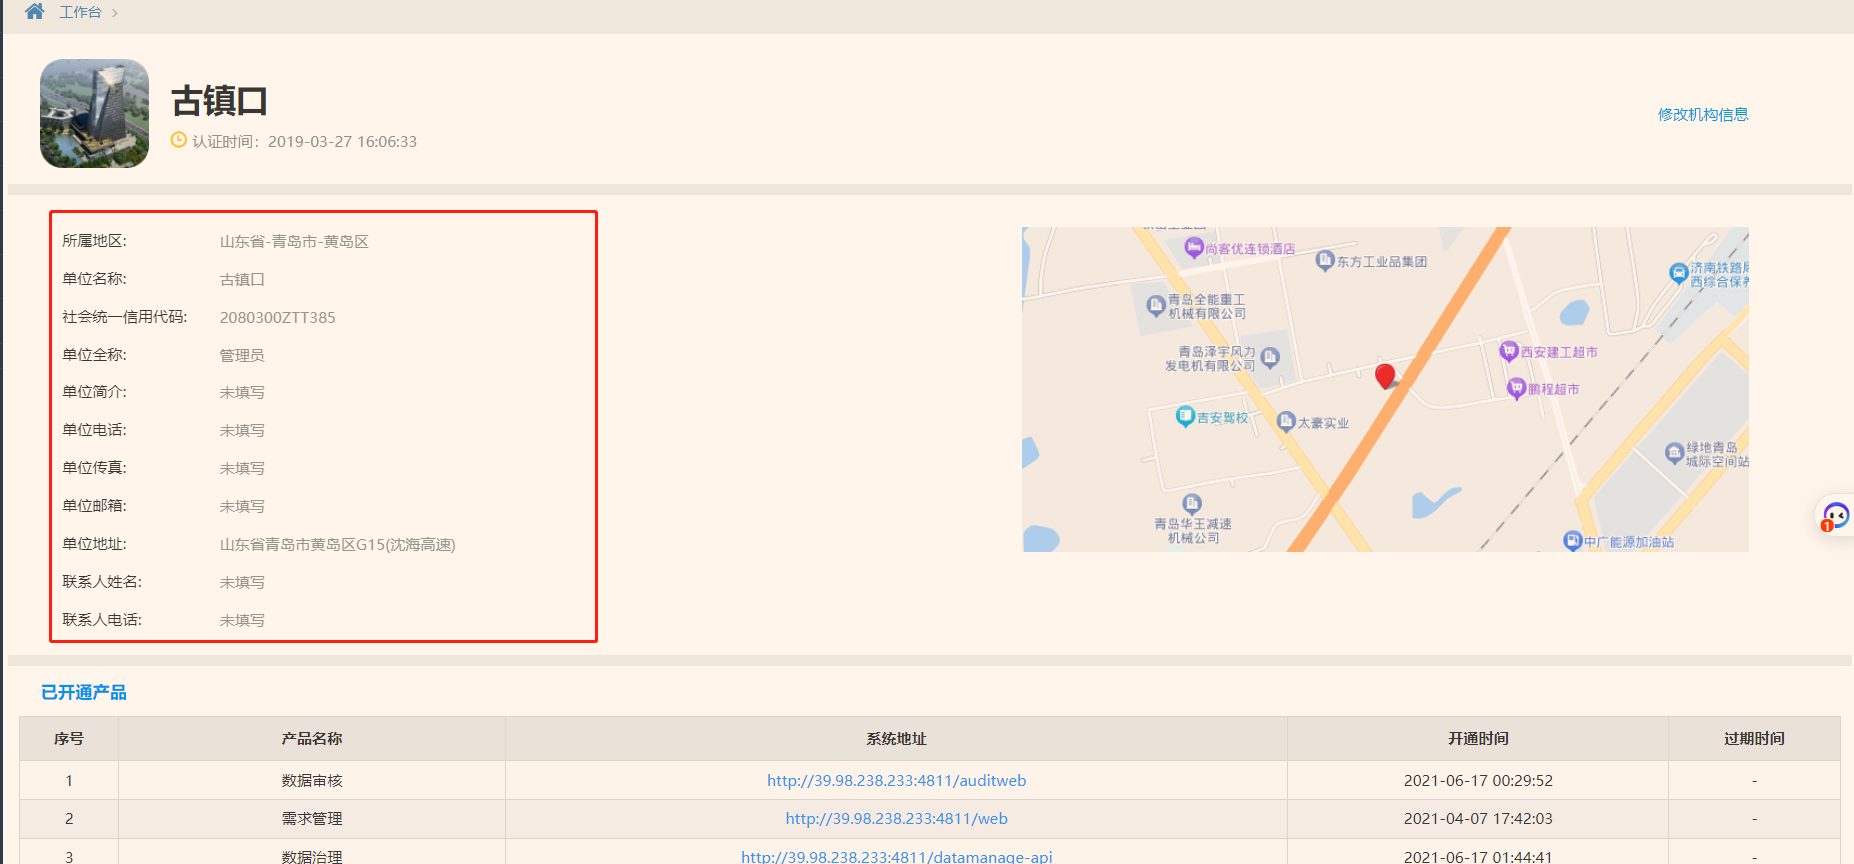 工作台 >
古镇口
认证时间：2019-03-27 16:06:33
修改机构信息
所属地区: 山东省-青岛市-黄岛区
单位名称: 古镇口
社会统一信用代码: 2080300ZTT385
单位全称: 管理员
单位简介: 未填写
单位电话: 未填写
单位传真: 未填写
单位邮箱: 未填写
单位地址: 山东省青岛市黄岛区G15(沈海高速)
联系人姓名: 未填写
联系人电话: 未填写
尚客优连锁酒店
东方工业品集团
济南铁路局
西综合保养
青岛全能重工
机械有限公司
青岛泽宇风力
发电机有限公司
西安建工超市
鹏程超市
吉安驾校
太豪实业
绿地青岛
城际空间站
青岛华王减速
机械公司
中广能源加油站
1
已开通产品
序号 产品名称 系统地址 开通时间 过期时间
1 数据审核 http://39.98.238.233:4811/auditweb 2021-06-17 00:29:52 -
2 需求管理 http://39.98.238.233:4811/web 2021-04-07 17:42:03 -
3 数据治理 http://39.98.238.233:4811/datamanage-api 2021-06-17 01:44:41 -